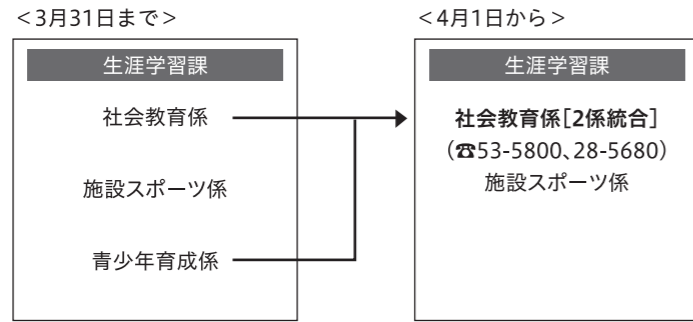 ＜3月31日まで＞
生涯学習課
社会教育係
施設スポーツ係
青少年育成係
＜4月1日から＞
生涯学習課
社会教育係［2係統合］
（☎53-5800、28-5680）
施設スポーツ係